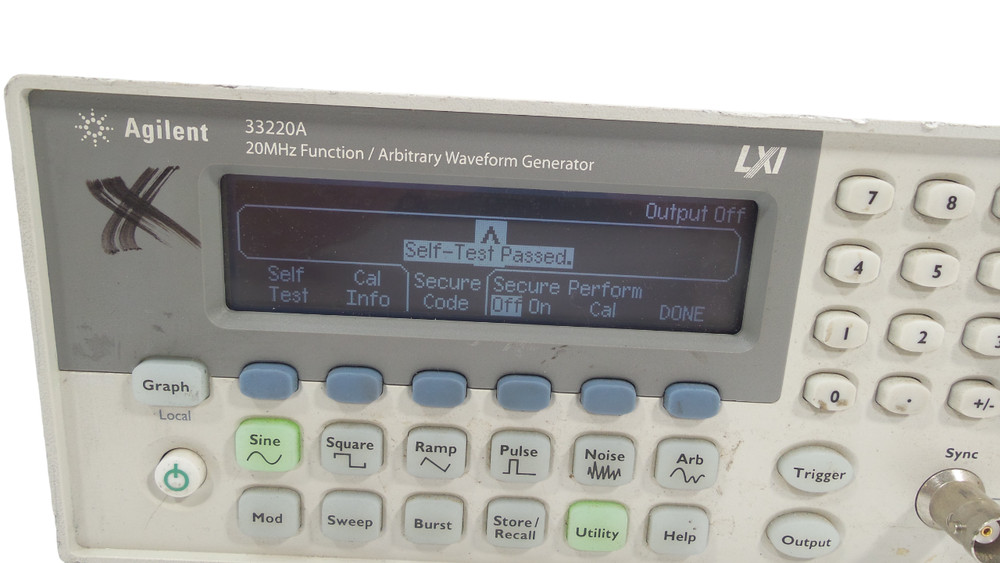 Agilent
33220A
20MHz Function / Arbitrary Waveform Generator
LXI
Output Off
Self-Test Passed.
Self Test
Cal Info
Secure Code
Secure
Off On
Perform Cal
DONE
7
8
4
5
1
2
3
0
.
+/-
Graph
Local
Sine
Square
Ramp
Pulse
Noise
Arb
Trigger
Sync
Mod
Sweep
Burst
Store/
Recall
Utility
Help
Output